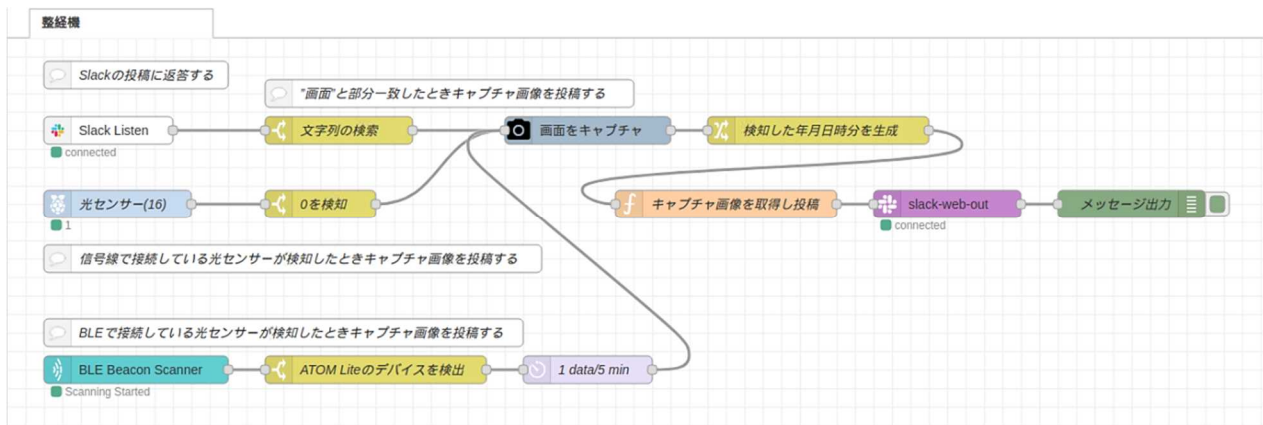 整経機
Slackの投稿に返答する
"画面"と部分一致したときキャプチャ画像を投稿する
Slack Listen
文字列の検索
画面をキャプチャ
検知した年月日時分を生成
connected
光センサー(16)
0を検知
キャプチャ画像を取得し投稿
slack-web-out
メッセージ出力
1
connected
信号線で接続している光センサーが検知したときキャプチャ画像を投稿する
BLEで接続している光センサーが検知したときキャプチャ画像を投稿する
BLE Beacon Scanner
ATOM Liteのデバイスを検出
1 data/5 min
Scanning Started